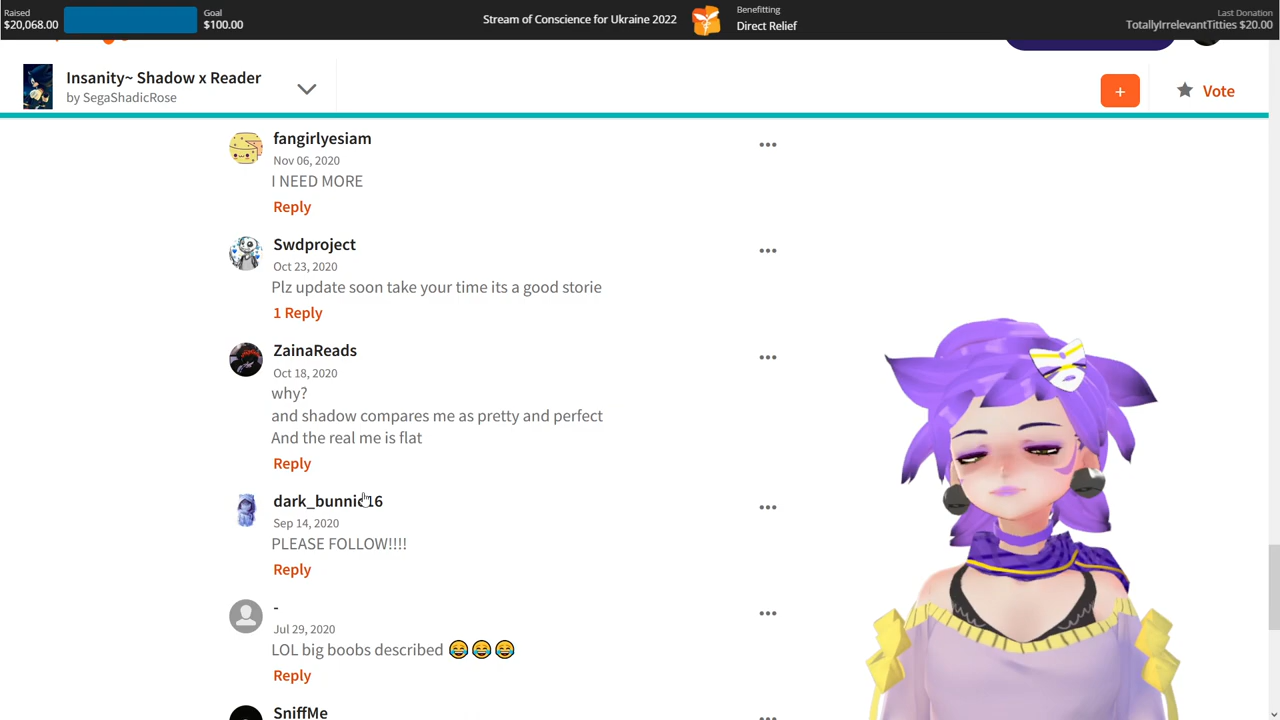 Raised
$20,068.00
Goal
$100.00
Stream of Conscience for Ukraine 2022
Benefitting
Direct Relief
Last Donation
TotallyIrrelevantTitties $20.00
Insanity~ Shadow x Reader
by SegaShadicRose
+
Vote
fangirlyesiam
Nov 06, 2020
I NEED MORE
Reply
Swdproject
Oct 23, 2020
Plz update soon take your time its a good storie
1 Reply
ZainaReads
Oct 18, 2020
why?
and shadow compares me as pretty and perfect
And the real me is flat
Reply
dark_bunnie16
Sep 14, 2020
PLEASE FOLLOW!!!!
Reply
-
Jul 29, 2020
LOL big boobs described 😂😂😂
Reply
SniffMe